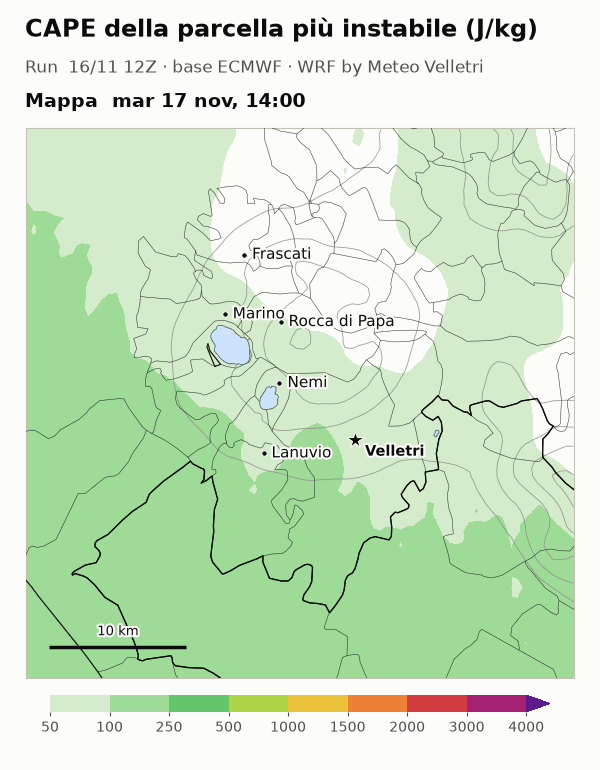 CAPE della parcella più instabile (J/kg)
Run  16/11 12Z · base ECMWF · WRF by Meteo Velletri
Mappa  mar 17 nov, 14:00
Frascati
Marino
Rocca di Papa
Nemi
Velletri
Lanuvio
10 km
50 100 250 500 1000 1500 2000 3000 4000